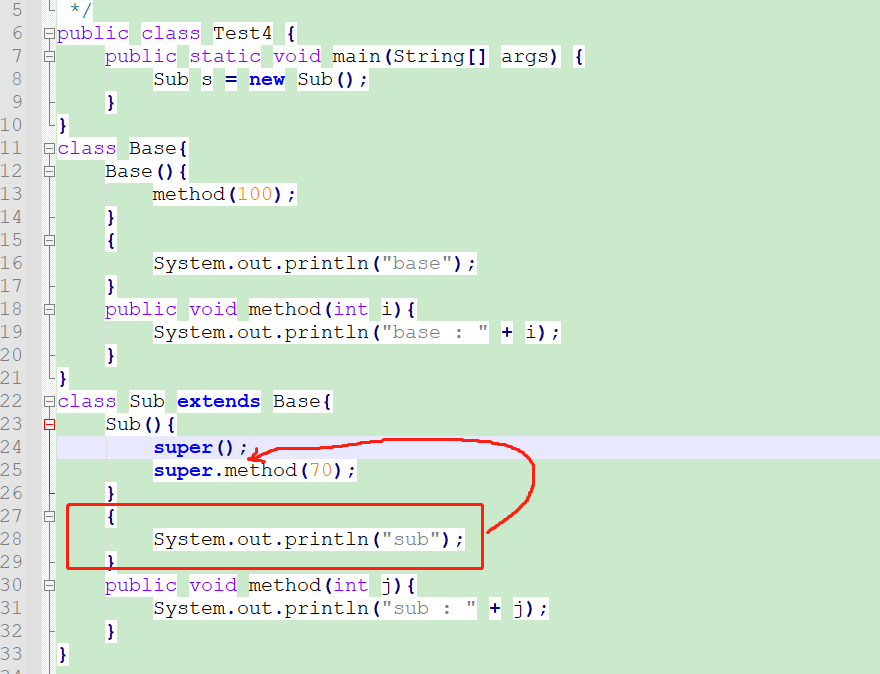 5 */
6 public class Test4 {
7 public static void main(String[] args) {
8 Sub s = new Sub();
9 }
10 }
11 class Base{
12 Base(){
13 method(100);
14 }
15 {
16 System.out.println("base");
17 }
18 public void method(int i){
19 System.out.println("base : " + i);
20 }
21 }
22 class Sub extends Base{
23 Sub(){
24 super();
25 super.method(70);
26 }
27 {
28 System.out.println("sub");
29 }
30 public void method(int j){
31 System.out.println("sub : " + j);
32 }
33 }